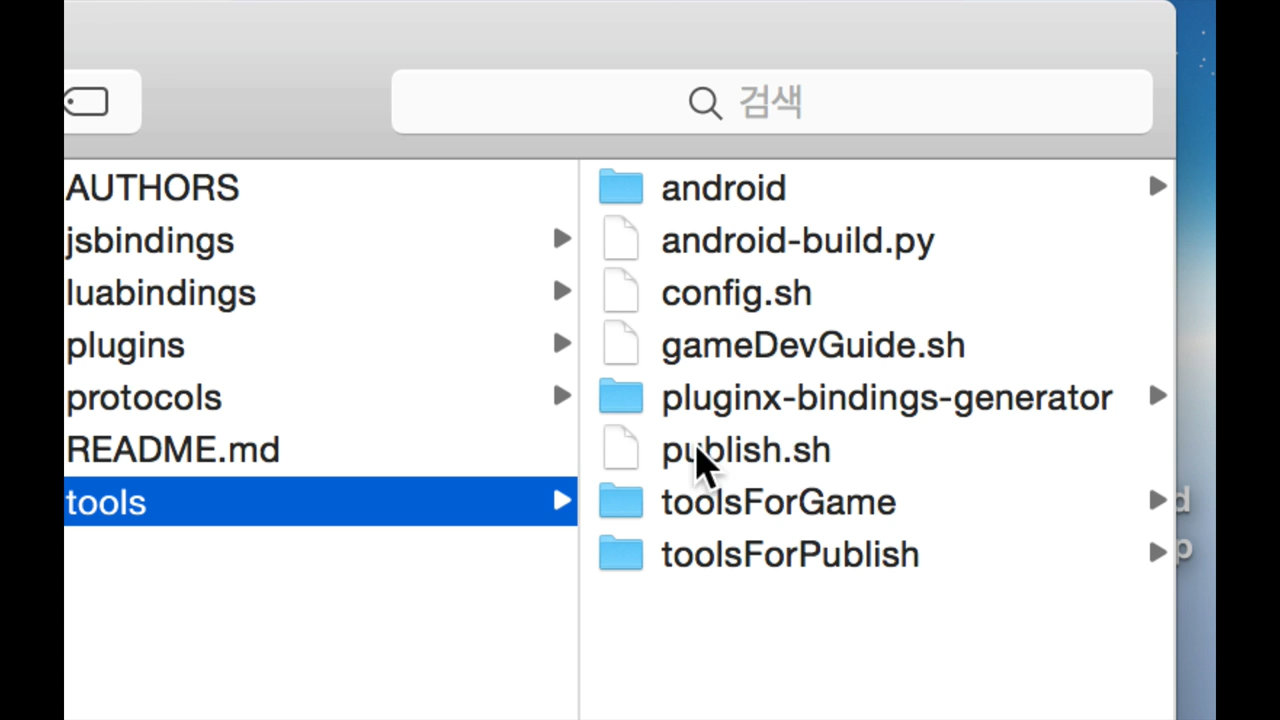 검색
AUTHORS
jsbindings
luabindings
plugins
protocols
README.md
tools
android
android-build.py
config.sh
gameDevGuide.sh
pluginx-bindings-generator
publish.sh
toolsForGame
toolsForPublish
d
p